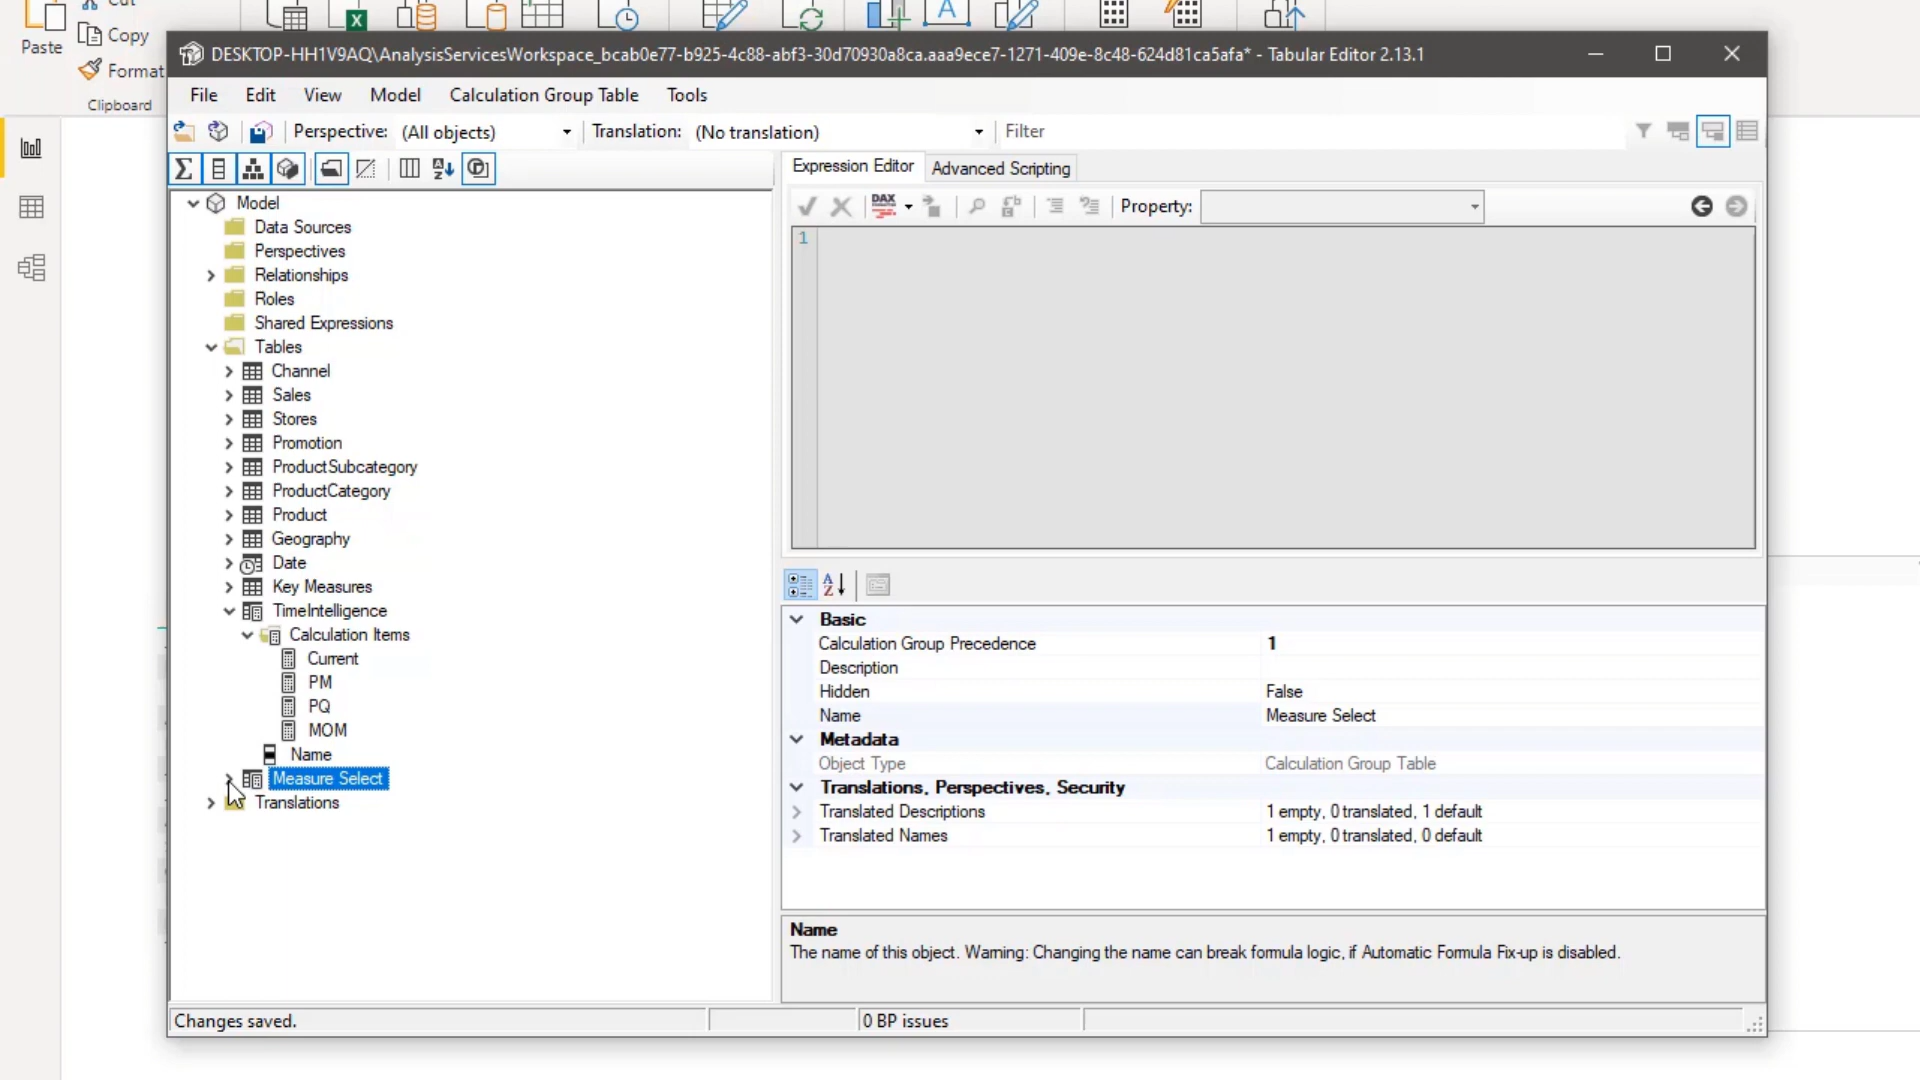 Cut
Paste
Copy
Format
Clipboard
DESKTOP-HH1V9AQ\AnalysisServicesWorkspace_bcab0e77-b925-4c88-abf3-30d70930a8ca.aaa9ece7-1271-409e-8c48-624d81ca5afa* - Tabular Editor 2.13.1
File Edit View Model Calculation Group Table Tools
Perspective: (All objects) Translation: (No translation) Filter
Expression Editor Advanced Scripting
DAX Property:
1
Model
Data Sources
Perspectives
Relationships
Roles
Shared Expressions
Tables
Channel
Sales
Stores
Promotion
ProductSubcategory
ProductCategory
Product
Geography
Date
Key Measures
TimeIntelligence
Calculation Items
Current
PM
PQ
MOM
Name
Measure Select
Translations
Basic
Calculation Group Precedence 1
Description
Hidden False
Name Measure Select
Metadata
Object Type Calculation Group Table
Translations, Perspectives, Security
Translated Descriptions 1 empty, 0 translated, 1 default
Translated Names 1 empty, 0 translated, 0 default
Name
The name of this object. Warning: Changing the name can break formula logic, if Automatic Formula Fix-up is disabled.
Changes saved. 0 BP issues